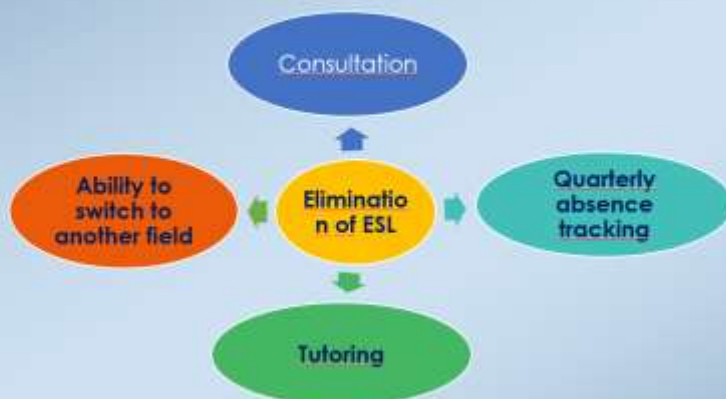 Consultation
Ability to
switch to
another field
Eliminatio
n of ESL
Quarterly
absence
tracking
Tutoring